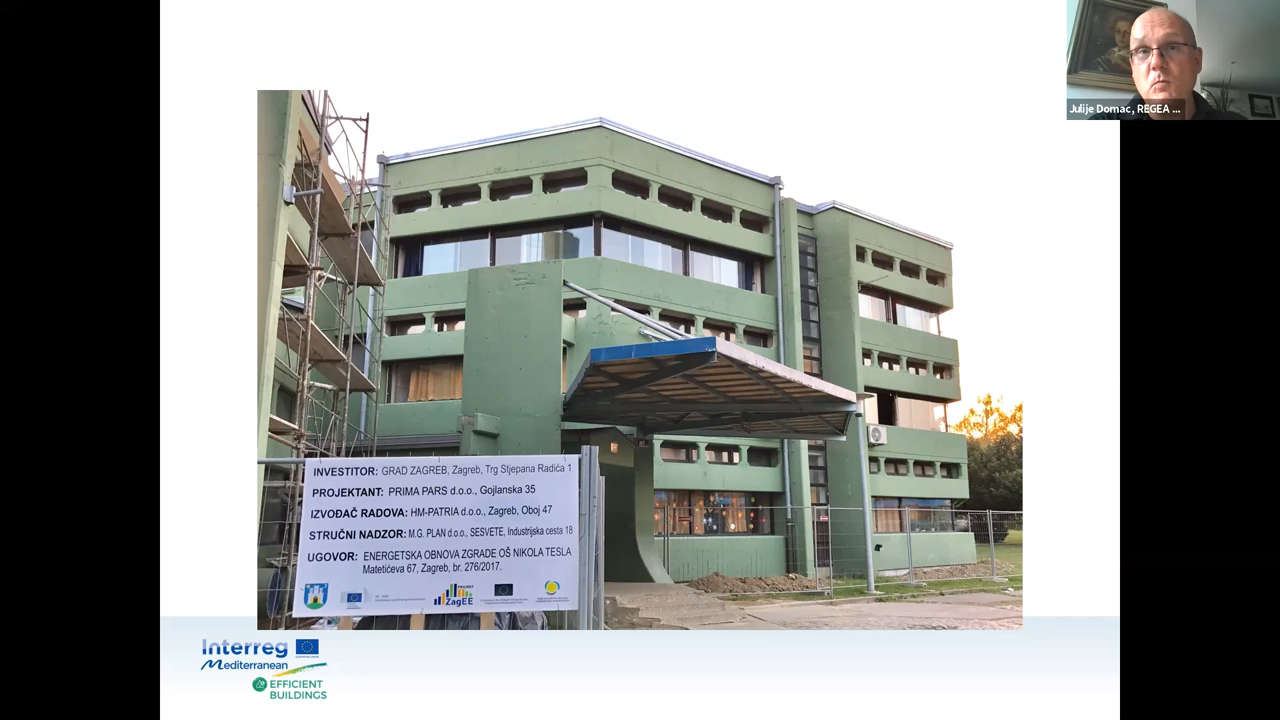 Julije Domac, REGEA ...
INVESTITOR: GRAD ZAGREB, Zagreb, Trg Stjepana Radića 1
PROJEKTANT: PRIMA PARS d.o.o., Gojlanska 35
IZVOĐAČ RADOVA: HM-PATRIA d.o.o., Zagreb, Oboj 47
STRUČNI NADZOR: M.G. PLAN d.o.o., SESVETE, Industrijska cesta 18
UGOVOR: ENERGETSKA OBNOVA ZGRADE OŠ NIKOLA TESLA
Matetićeva 67, Zagreb, br. 276/2017.
PROJEKT
ZagEE
Interreg
Mediterranean
EFFICIENT
BUILDINGS